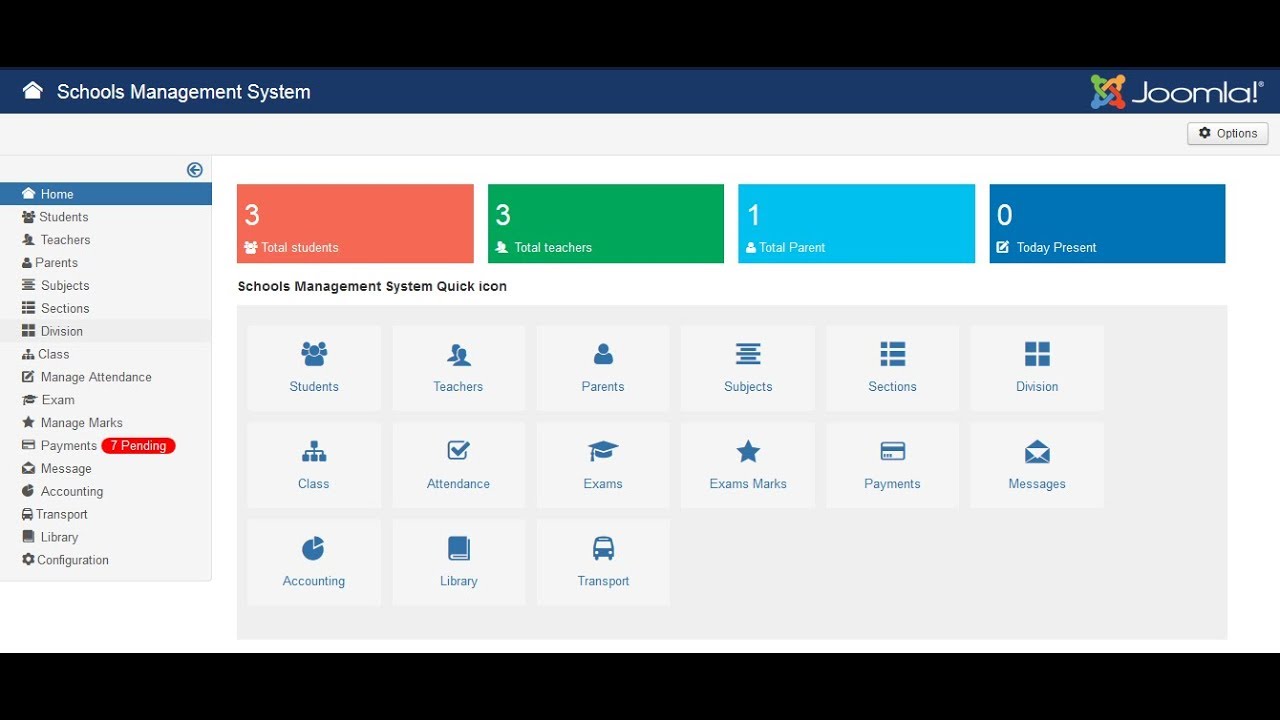 Schools Management System
Joomla!®
Options
Home
Students
Teachers
Parents
Subjects
Sections
Division
Class
Manage Attendance
Exam
Manage Marks
Payments 7 Pending
Message
Accounting
Transport
Library
Configuration
3
Total students
3
Total teachers
1
Total Parent
0
Today Present
Schools Management System Quick icon
Students Teachers Parents Subjects Sections Division
Class Attendance Exams Exams Marks Payments Messages
Accounting Library Transport